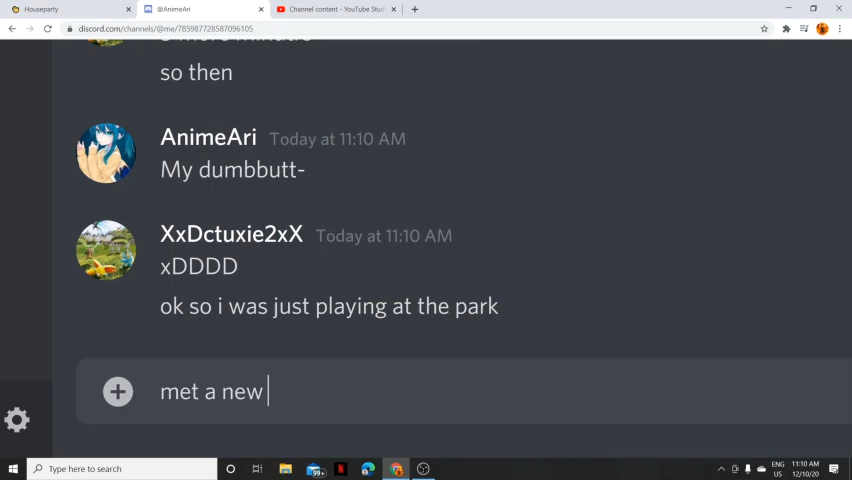 Houseparty
@AnimeAri
Channel content - YouTube Stud
discord.com/channels/@me/785987728587096105
so then
AnimeAri Today at 11:10 AM
My dumbbutt-
XxDctuxie2xX Today at 11:10 AM
xDDDD
ok so i was just playing at the park
met a new
Type here to search
99+
ENG
US
11:10 AM
12/10/20